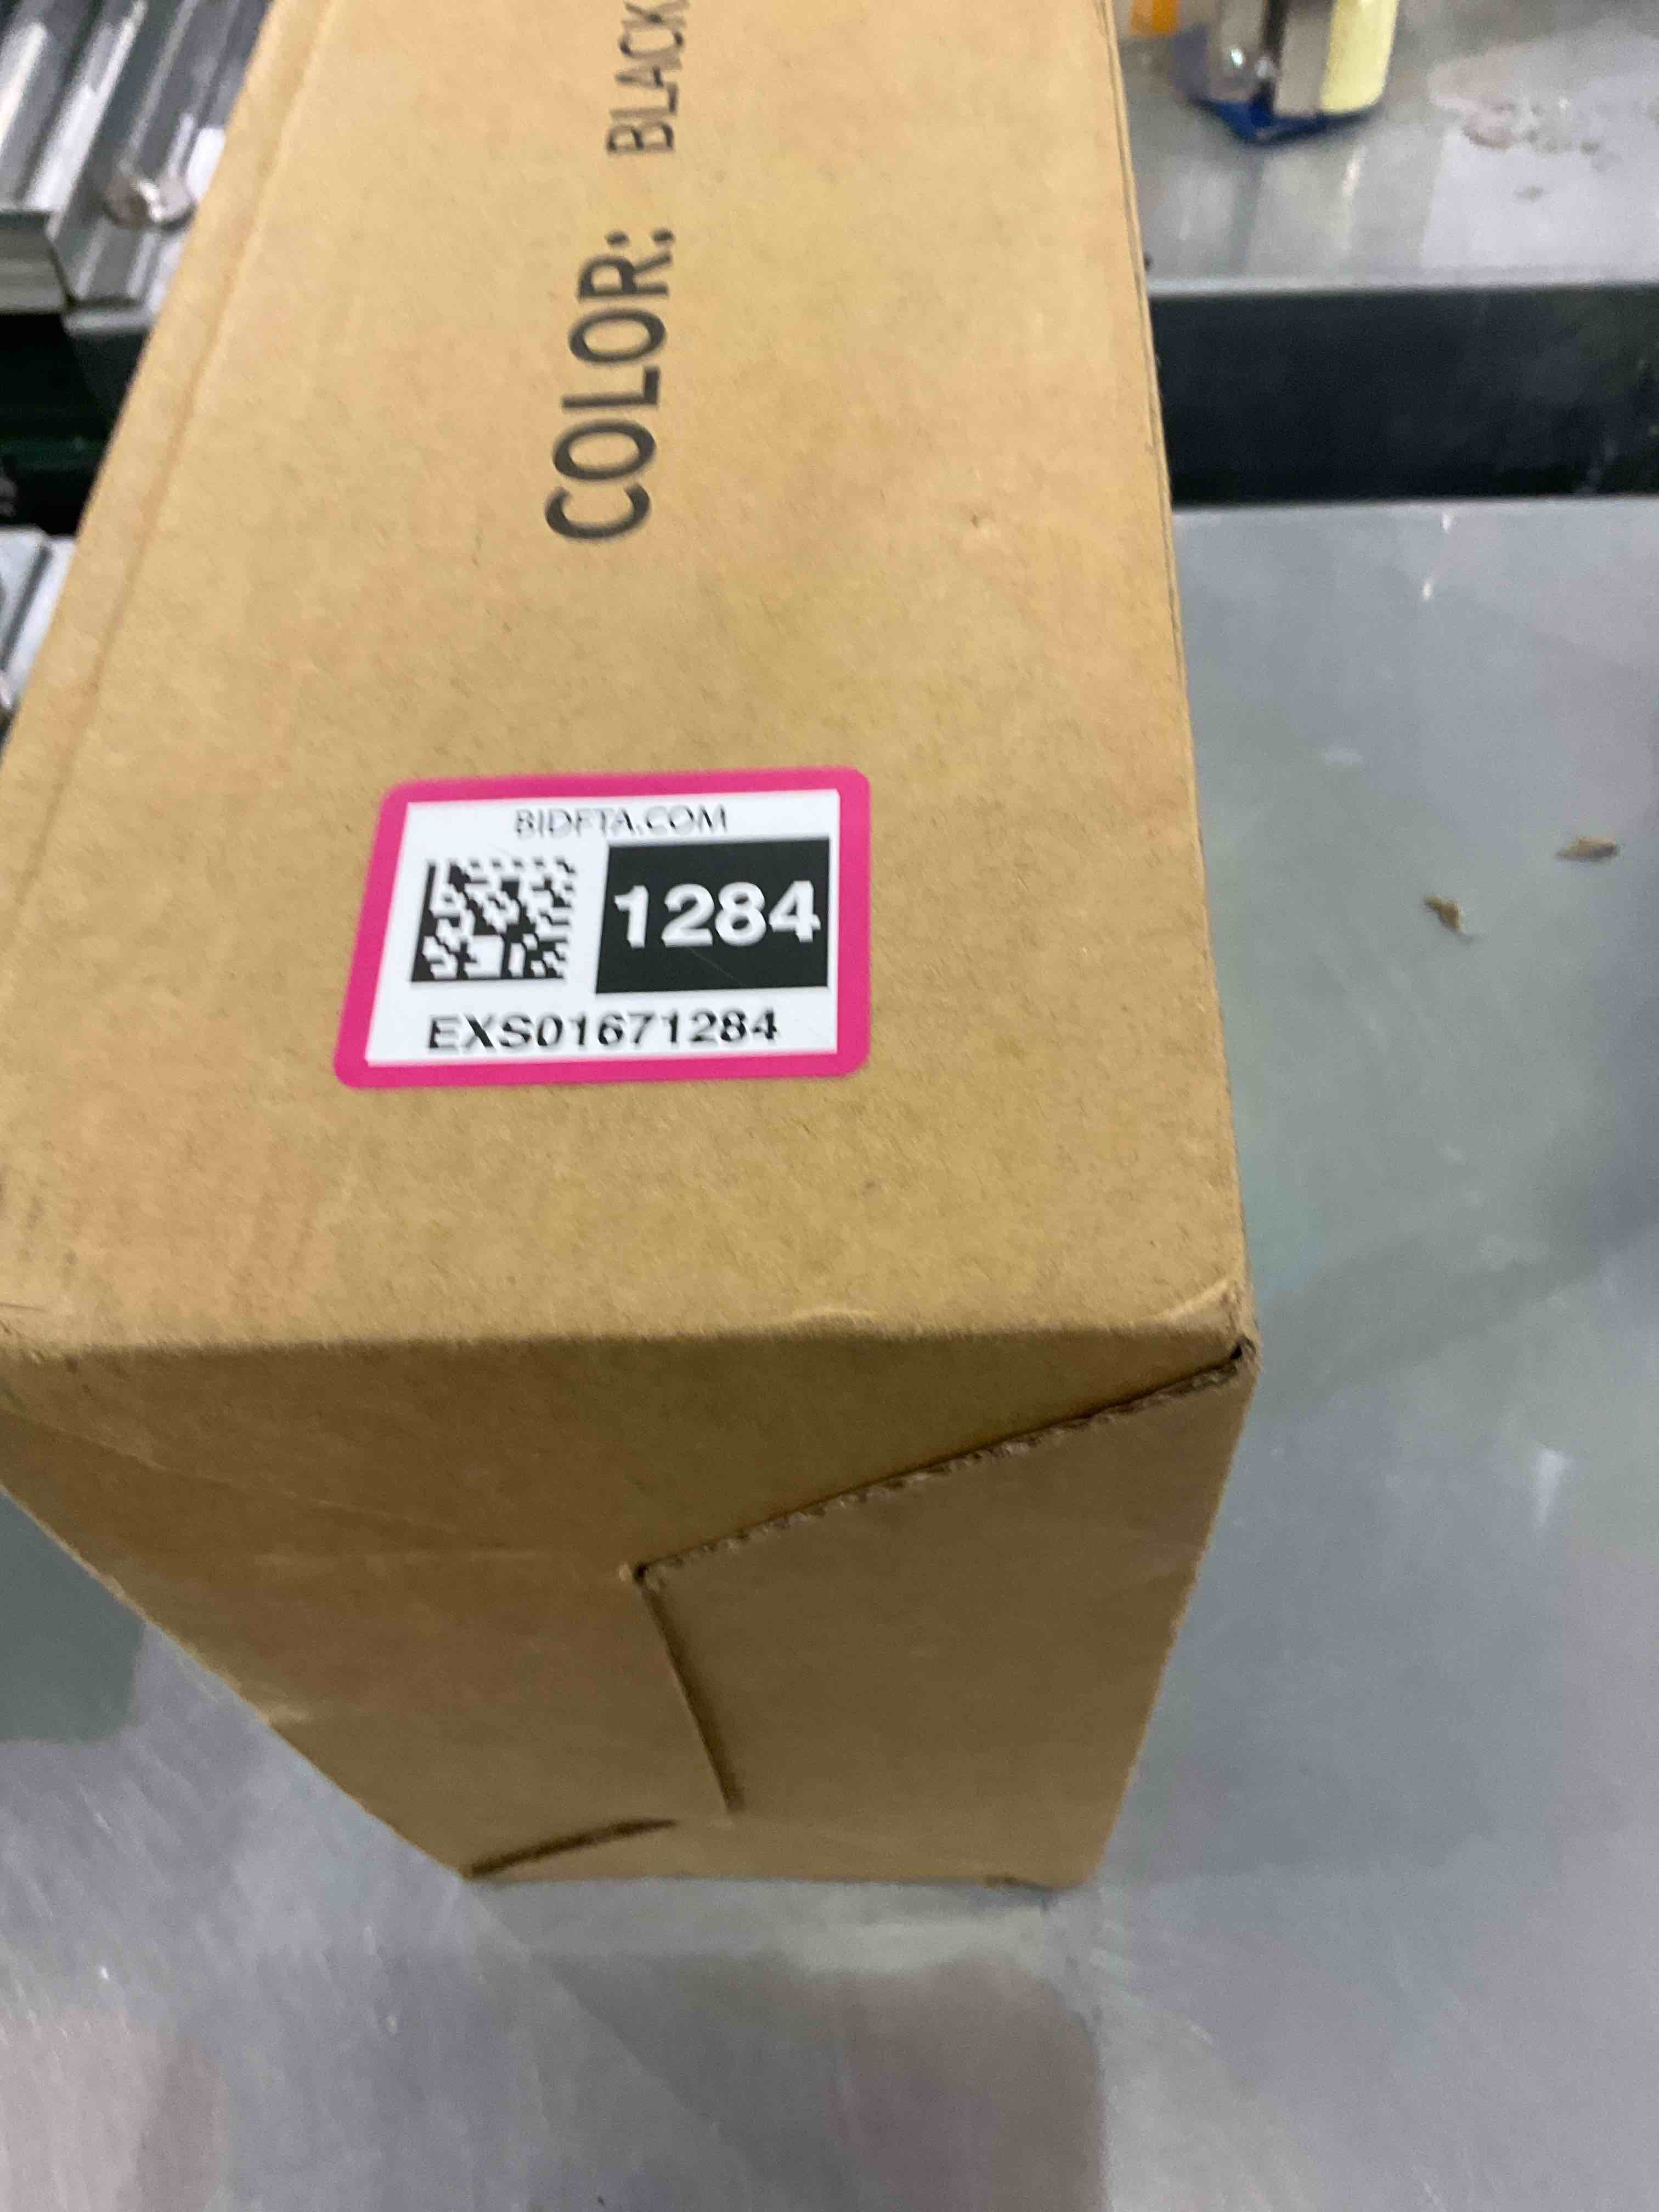 COLOR: BLACK
BIDFTA.COM
1284
EXS01671284